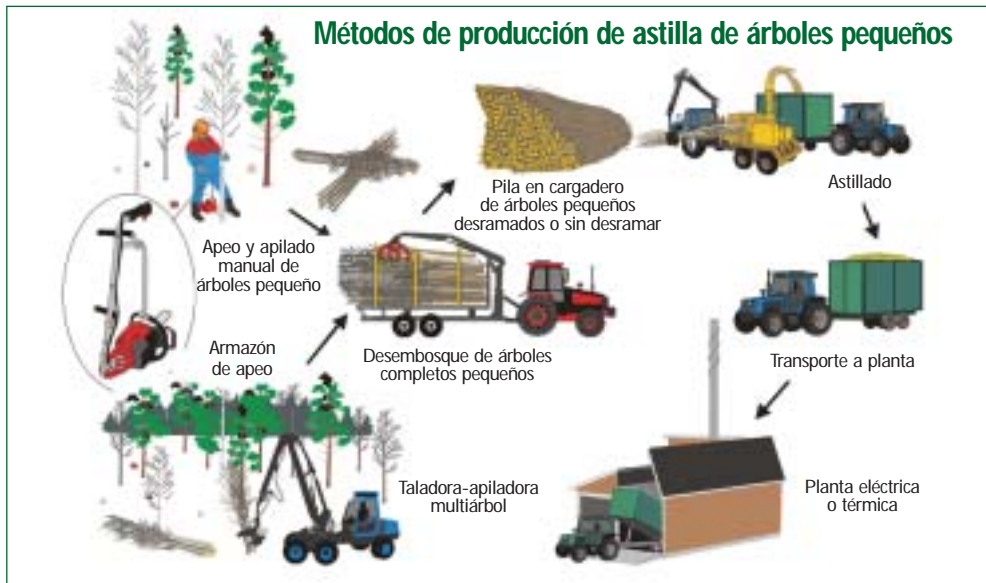 Métodos de producción de astilla de árboles pequeños
Pila en cargadero
de árboles pequeños
desramados o sin desramar
Astillado
Apeo y apilado
manual de
árboles pequeño
Armazón
de apeo
Desembosque de árboles
completos pequeños
Transporte a planta
Taladora-apiladora
multiárbol
Planta eléctrica
o térmica